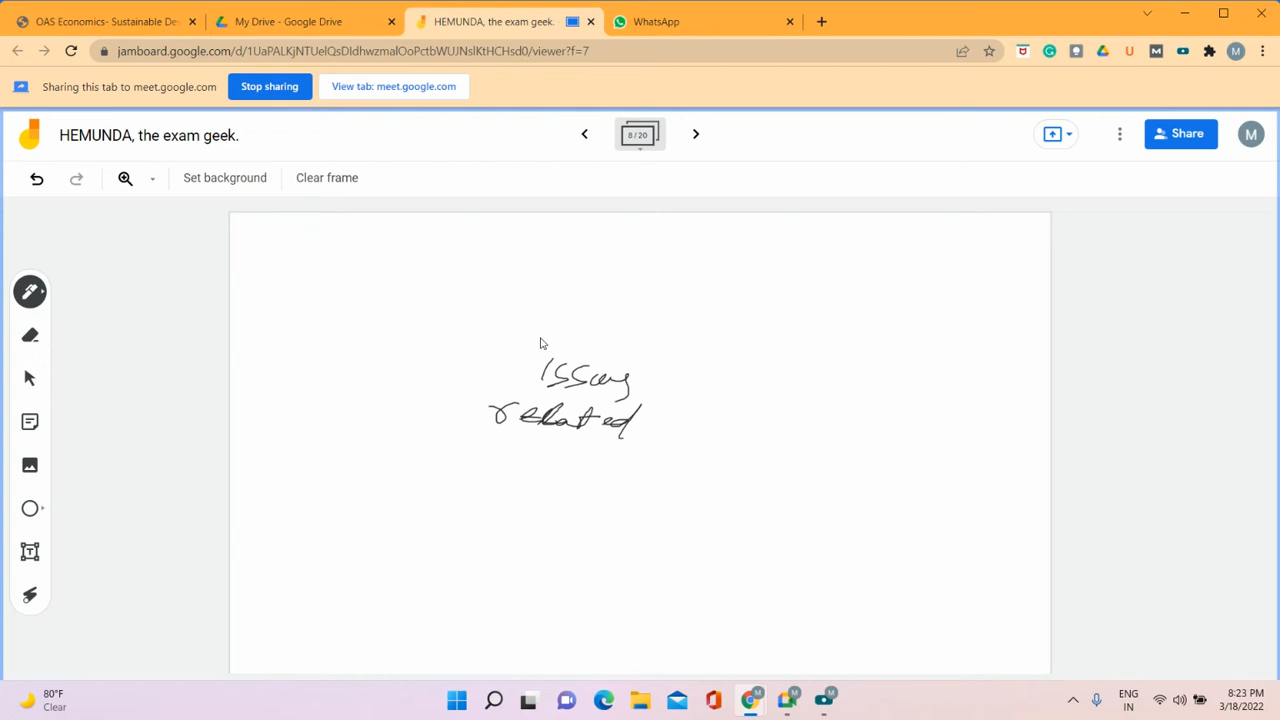 OAS Economics- Sustainable De
My Drive - Google Drive
HEMUNDA, the exam geek.
WhatsApp
jamboard.google.com/d/1UaPALKjNTUelQsDIdhwzmalOoPctbWUJNslKtHCHsd0/viewer?f=7
Sharing this tab to meet.google.com
Stop sharing
View tab: meet.google.com
HEMUNDA, the exam geek.
8/20
Share
M
Set background
Clear frame
related
80°F
Clear
ENG
IN
8:23 PM
3/18/2022